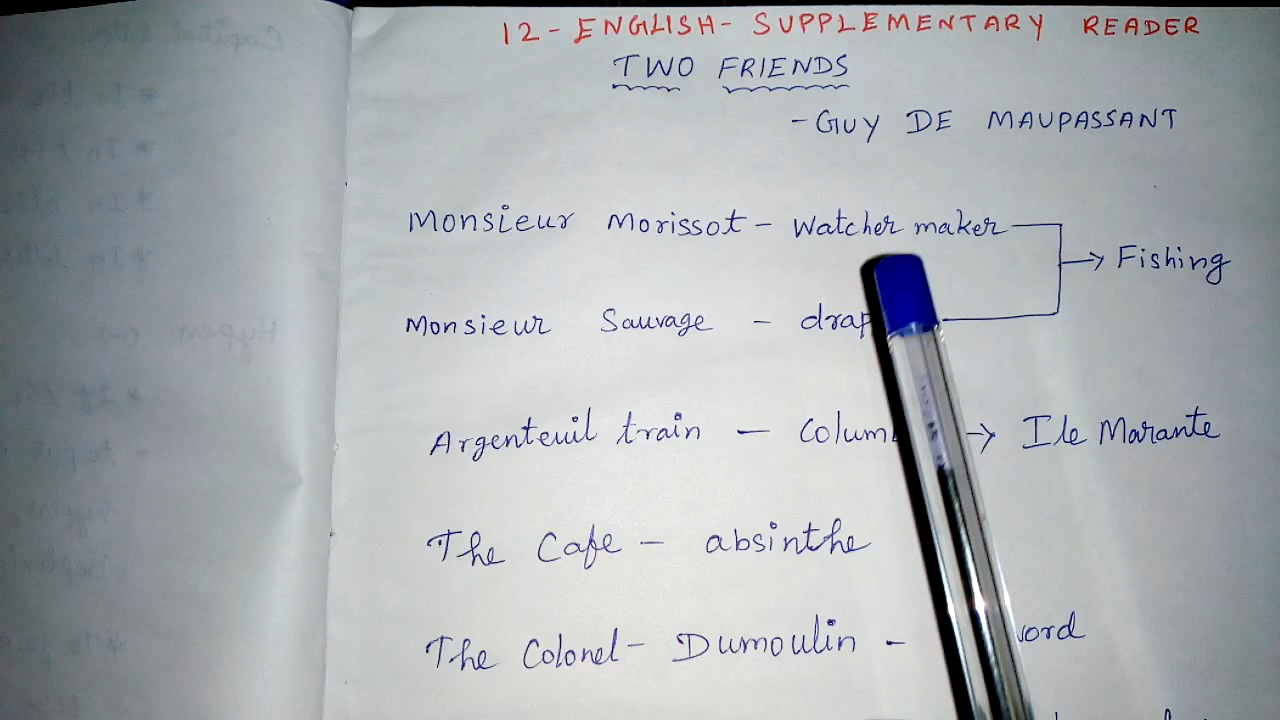 12-ENGLISH-SUPPLEMENTARY READER
TWO FRIENDS
-GUY DE MAUPASSANT
Monsieur Morissot- Watcher maker
→ Fishing
Monsieur Sauvage -
Argenteuil train - → Ile Marante
The Cafe - absinthe
The Colonel- Dumoulin -